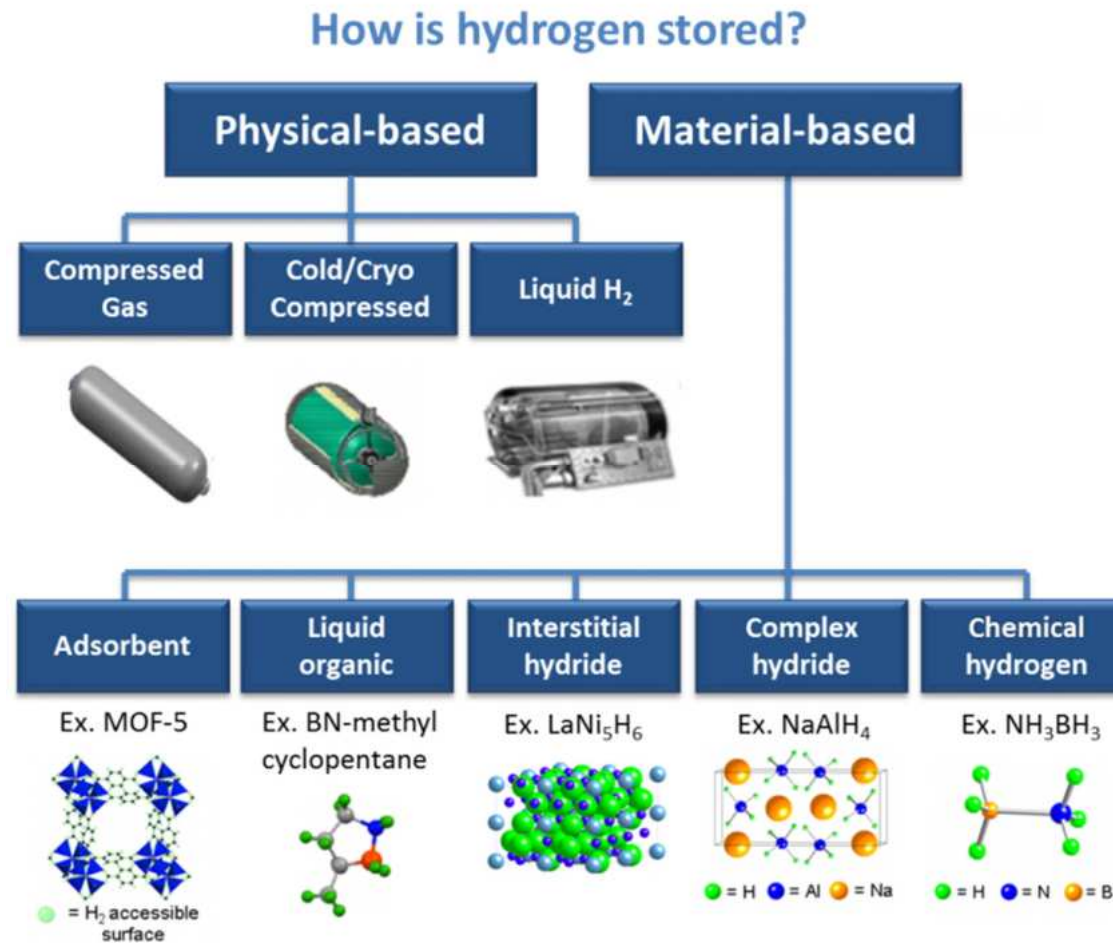 How is hydrogen stored?
Physical-based
Material-based
Compressed
Gas
Cold/Cryo
Compressed
Liquid H₂
Adsorbent
Liquid
organic
Interstitial
hydride
Complex
hydride
Chemical
hydrogen
Ex. MOF-5
Ex. BN-methyl
cyclopentane
Ex. LaNi₅H₆
Ex. NaAlH₄
Ex. NH₃BH₃
= H₂ accessible
surface
= H = Al = Na
= H = N = B